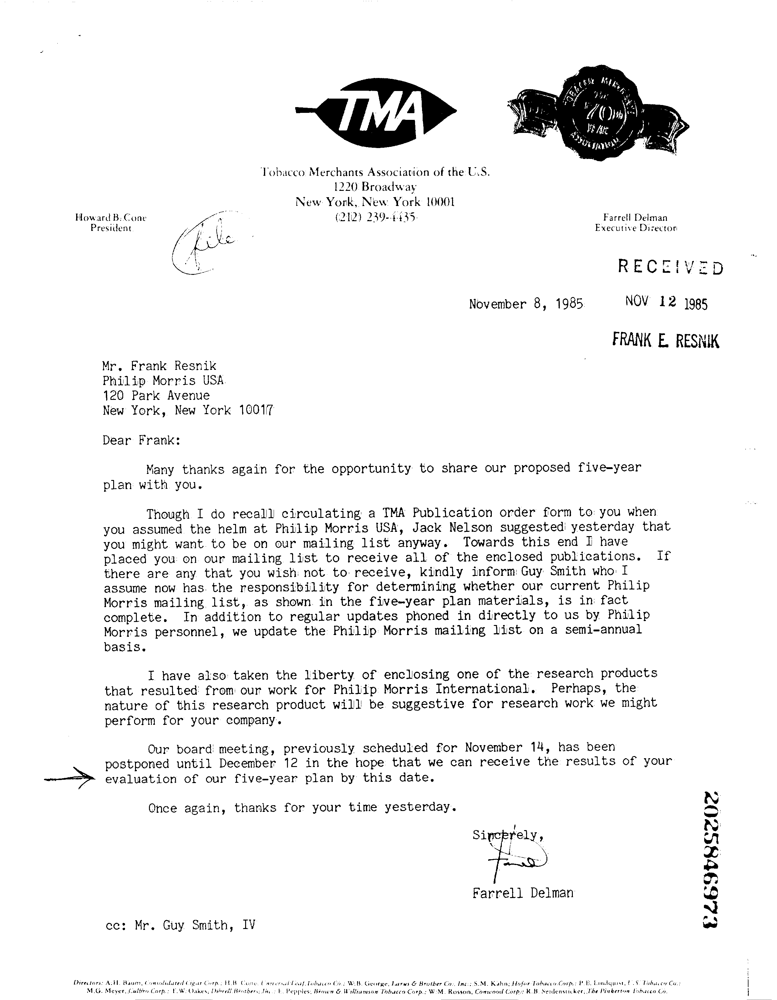 TMA
70th
YEAR
Tobacco Merchants Association of the U.S.
1220 Broadway
New York, New York 10001
(212) 239-4435
Howard B. Cone
President
file
Farrell Delman
Executive Director
RECEIVED
November 8, 1985
NOV 12 1985
FRANK E. RESNIK
Mr. Frank Resnik
Philip Morris USA
120 Park Avenue
New York, New York 10017
Dear Frank:
Many thanks again for the opportunity to share our proposed five-year
plan with you.
Though I do recall circulating a TMA Publication order form to you when
you assumed the helm at Philip Morris USA, Jack Nelson suggested yesterday that
you might want to be on our mailing list anyway. Towards this end I have
placed you on our mailing list to receive all of the enclosed publications. If
there are any that you wish not to receive, kindly inform Guy Smith who I
assume now has the responsibility for determining whether our current Philip
Morris mailing list, as shown in the five-year plan materials, is in fact
complete. In addition to regular updates phoned in directly to us by Philip
Morris personnel, we update the Philip Morris mailing list on a semi-annual
basis.
I have also taken the liberty of enclosing one of the research products
that resulted from our work for Philip Morris International. Perhaps, the
nature of this research product will be suggestive for research work we might
perform for your company.
Our board meeting, previously scheduled for November 14, has been
postponed until December 12 in the hope that we can receive the results of your
evaluation of our five-year plan by this date.
Once again, thanks for your time yesterday.
Sincerely,
Farrell Delman
cc: Mr. Guy Smith, IV
2025846973
Directors: A.H. Baum, Consolidated Cigar Corp.; H.B. Cone, Universal Leaf Tobacco Co.; W.B. George, Larus & Brother Co., Inc.; S.M. Kahn, Hofer Tobacco Corp.; P.E. Lindquist, U.S. Tobacco Co.;
M.G. Meyer, Culbro Corp.; T.W. Oakes, Dibrell Brothers, Inc.; I. Pepples, Brown & Williamson Tobacco Corp.; W.M. Rosson, Conwood Corp.; R.B. Seidensticker, The Pinkerton Tobacco Co.